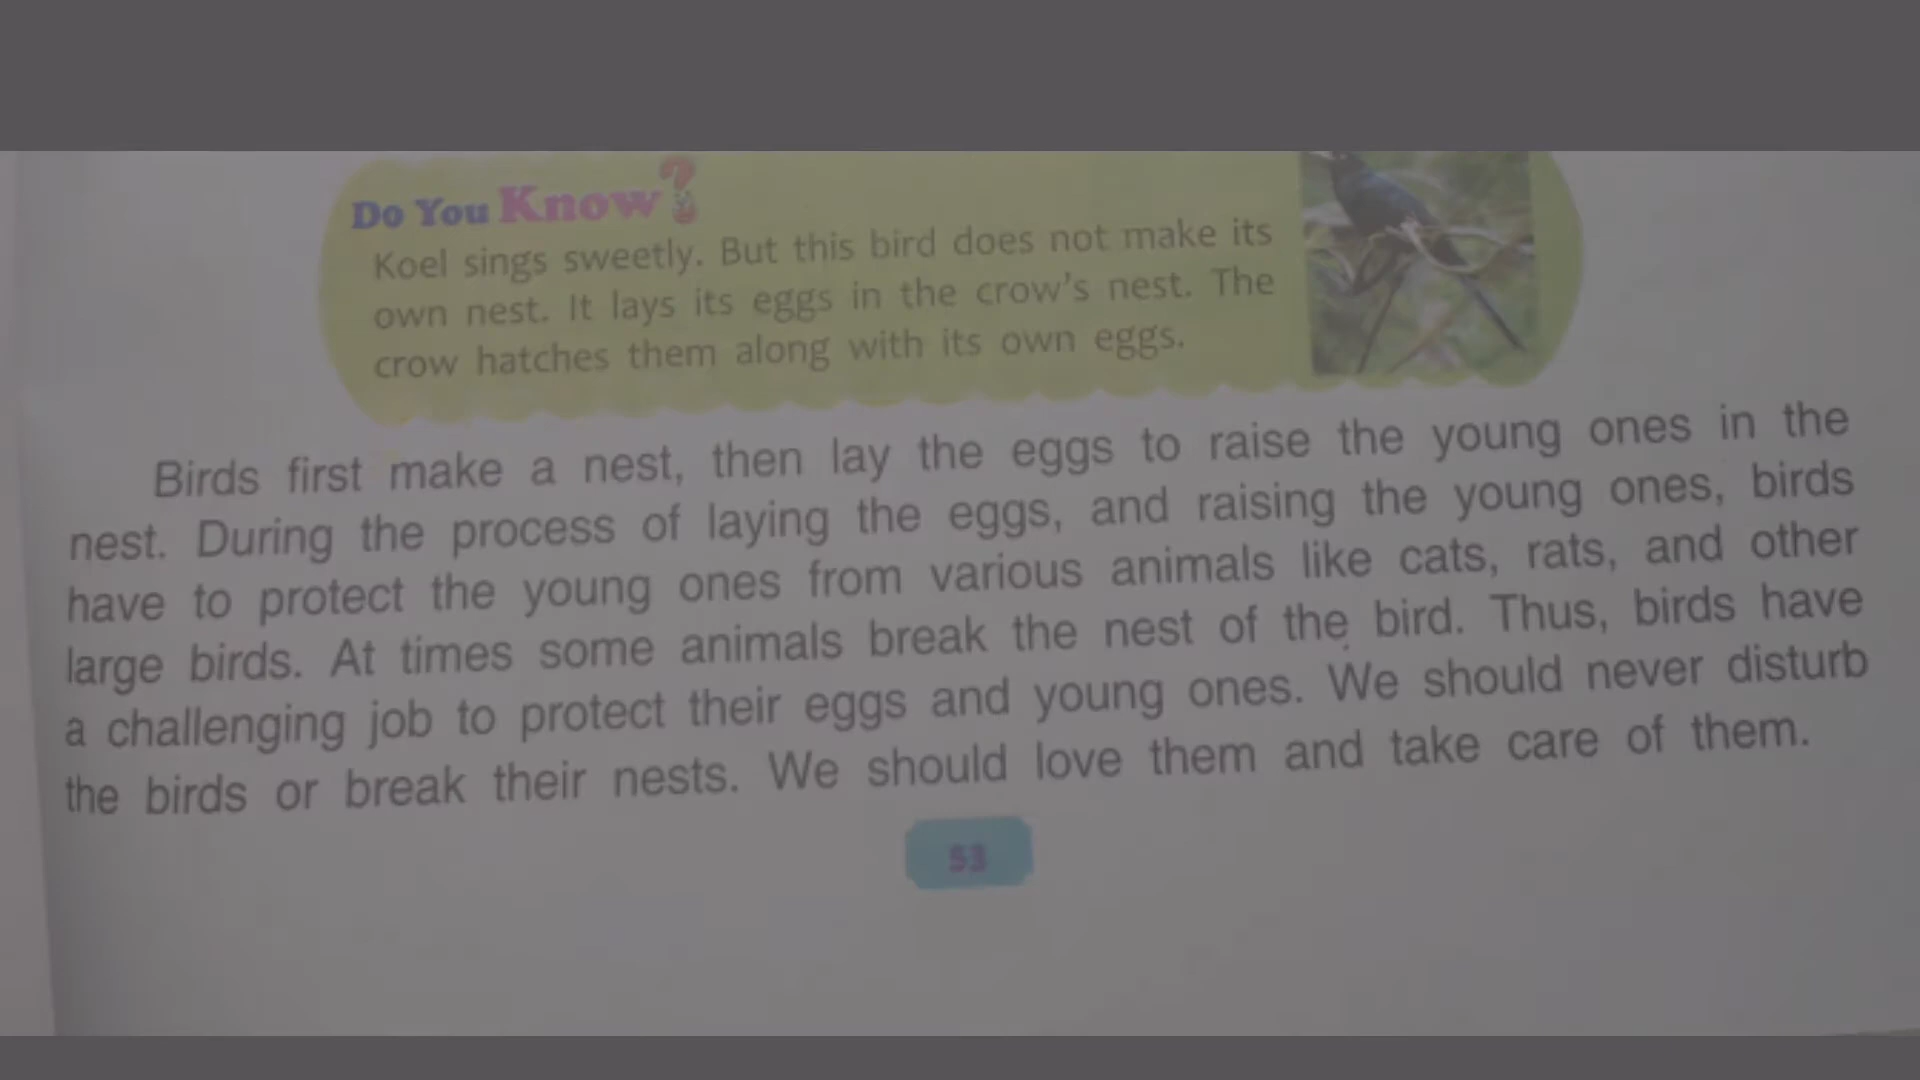 Do You Know?
Koel sings sweetly. But this bird does not make its
own nest. It lays its eggs in the crow's nest. The
crow hatches them along with its own eggs.
Birds first make a nest, then lay the eggs to raise the young ones in the
nest. During the process of laying the eggs, and raising the young ones, birds
have to protect the young ones from various animals like cats, rats, and other
large birds. At times some animals break the nest of the bird. Thus, birds have
a challenging job to protect their eggs and young ones. We should never disturb
the birds or break their nests. We should love them and take care of them.
53